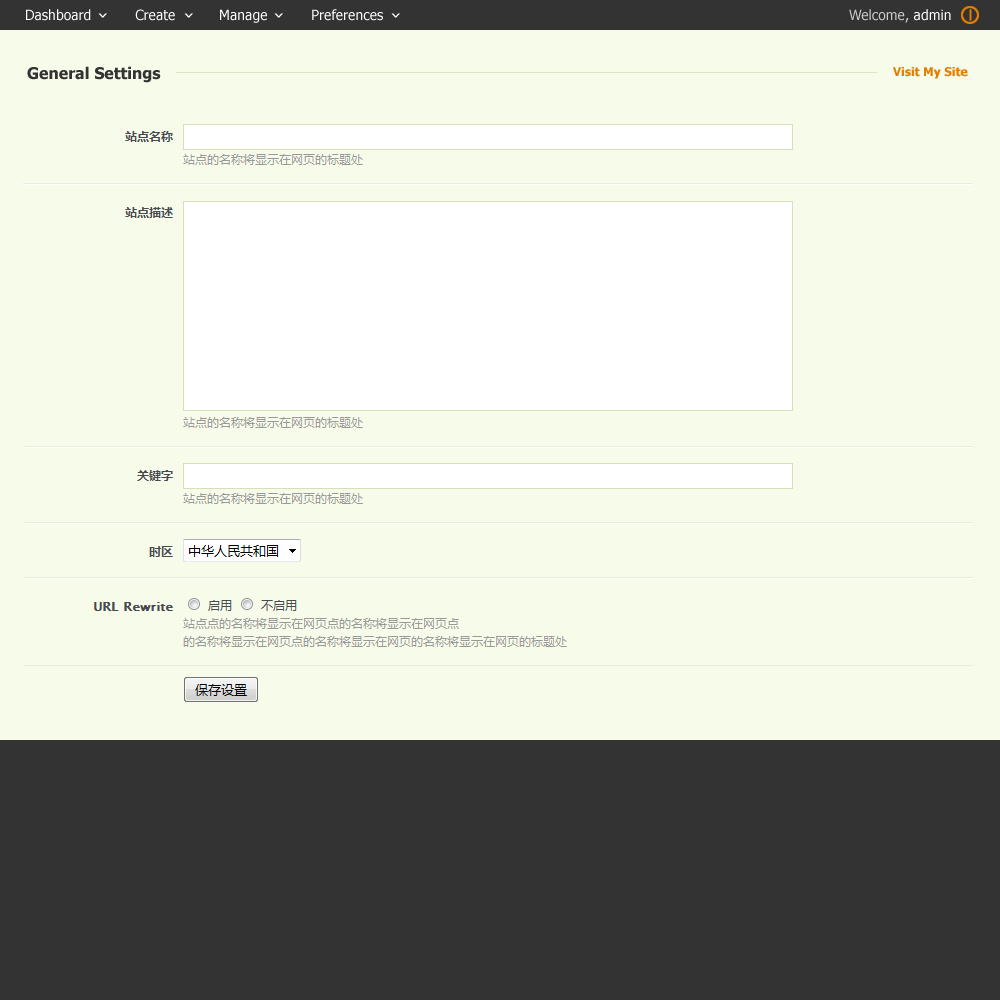 Dashboard Create Manage Preferences Welcome, admin
General Settings Visit My Site
站点名称
站点的名称将显示在网页的标题处
站点描述
站点的名称将显示在网页的标题处
关键字
站点的名称将显示在网页的标题处
时区 中华人民共和国
URL Rewrite 启用 不启用
站点点的名称将显示在网页点的名称将显示在网页点
的名称将显示在网页点的名称将显示在网页的名称将显示在网页的标题处
保存设置